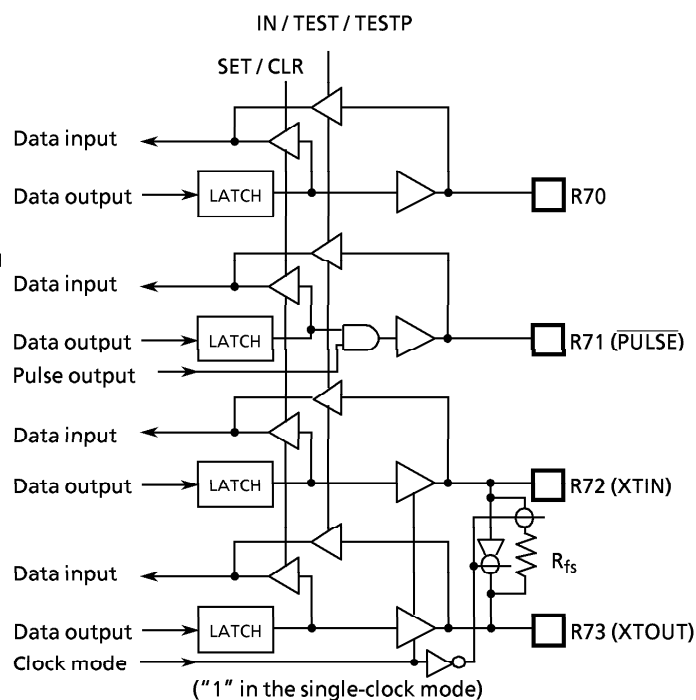 IN / TEST / TESTP
SET / CLR
Data input
Data output
LATCH
R70
Data input
Data output
LATCH
R71 (PULSE)
Pulse output
Data input
Data output
LATCH
R72 (XTIN)
Rfs
Data input
Data output
LATCH
R73 (XTOUT)
Clock mode
("1" in the single-clock mode)